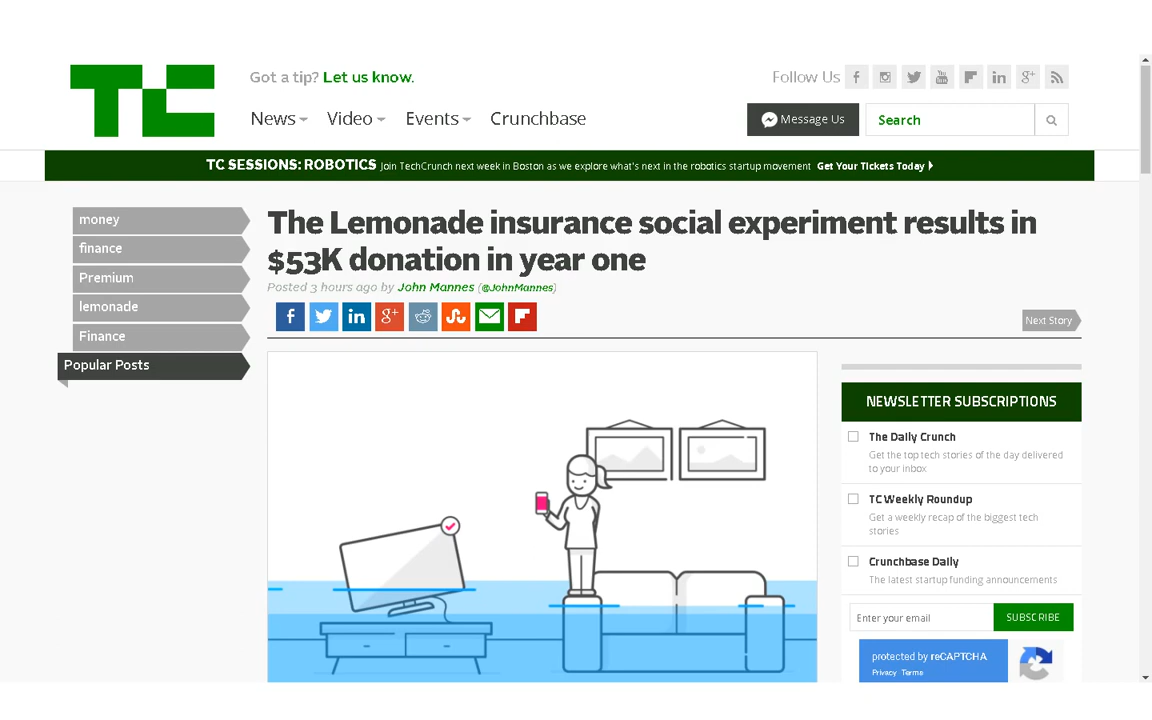 TC
Got a tip? Let us know.
Follow Us
News Video Events Crunchbase
Message Us
Search
TC SESSIONS: ROBOTICS Join TechCrunch next week in Boston as we explore what's next in the robotics startup movement Get Your Tickets Today
money
finance
Premium
lemonade
Finance
Popular Posts
The Lemonade insurance social experiment results in
$53K donation in year one
Posted 3 hours ago by John Mannes (@JohnMannes)
Next Story
NEWSLETTER SUBSCRIPTIONS
The Daily Crunch
Get the top tech stories of the day delivered
to your inbox
TC Weekly Roundup
Get a weekly recap of the biggest tech
stories
Crunchbase Daily
The latest startup funding announcements
Enter your email
SUBSCRIBE
protected by reCAPTCHA
Privacy Terms